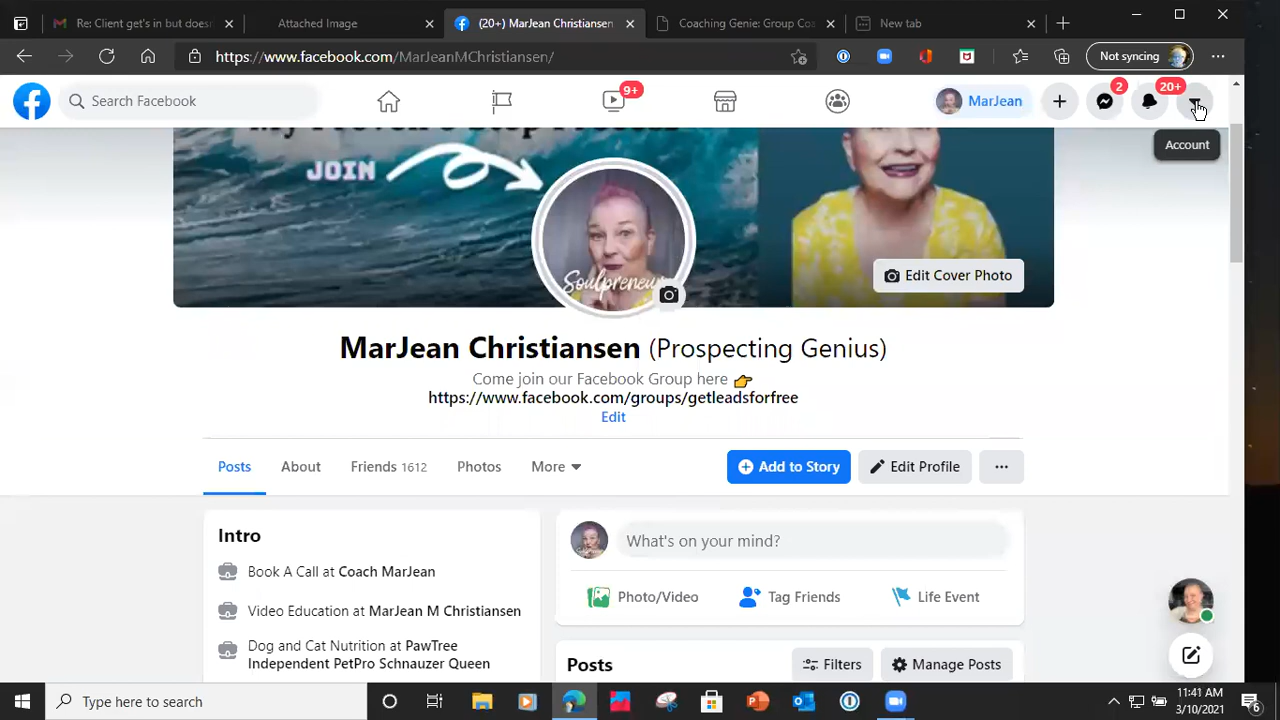 Re: Client get's in but does
Attached Image
(20+) MarJean Christiansen
Coaching Genie: Group Co
New tab
https://www.facebook.com/MarJeanMChristiansen/
Not syncing
Search Facebook
9+
MarJean
2
20+
Account
JOIN
Soulpreneur
Edit Cover Photo
MarJean Christiansen (Prospecting Genius)
Come join our Facebook Group here 👉
https://www.facebook.com/groups/getleadsforfree
Edit
Posts
About
Friends 1612
Photos
More
Add to Story
Edit Profile
...
Intro
Book A Call at Coach MarJean
Video Education at MarJean M Christiansen
Dog and Cat Nutrition at PawTree
Independent PetPro Schnauzer Queen
What's on your mind?
Photo/Video
Tag Friends
Life Event
Posts
Filters
Manage Posts
Type here to search
11:41 AM
3/10/2021
6